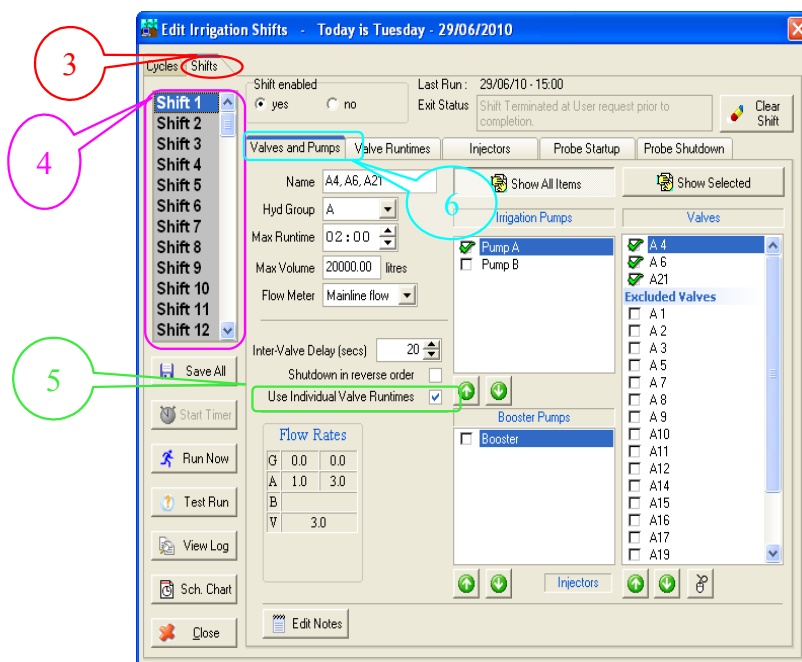 Edit Irrigation Shifts - Today is Tuesday - 29/06/2010
3
Cycles Shifts
Shift enabled
yes no
Last Run : 29/06/10 - 15:00
Exit Status Shift Terminated at User request prior to completion.
Clear Shift
4
Shift 1
Shift 2
Shift 3
Shift 4
Shift 5
Shift 6
Shift 7
Shift 8
Shift 9
Shift 10
Shift 11
Shift 12
Valves and Pumps Valve Runtimes Injectors Probe Startup Probe Shutdown
6
Name A4, A6, A21
Hyd Group A
Max Runtime 02:00
Max Volume 20000.00 litres
Flow Meter Mainline flow
Inter-Valve Delay (secs) 20
Shutdown in reverse order
5
Use Individual Valve Runtimes
Flow Rates
G 0.0 0.0
A 1.0 3.0
B
V 3.0
Show All Items
Show Selected
Irrigation Pumps
Pump A
Pump B
Booster Pumps
Booster
Injectors
Valves
A 4
A 6
A21
Excluded Valves
A 1
A 2
A 3
A 5
A 7
A 8
A 9
A10
A11
A12
A14
A15
A16
A17
A19
Save All
Start Timer
Run Now
Test Run
View Log
Sch. Chart
Close
Edit Notes